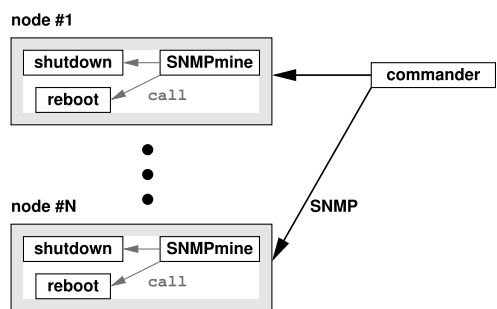 node #1
shutdown
SNMPmine
commander
reboot
call
node #N
SNMP
shutdown
SNMPmine
reboot
call